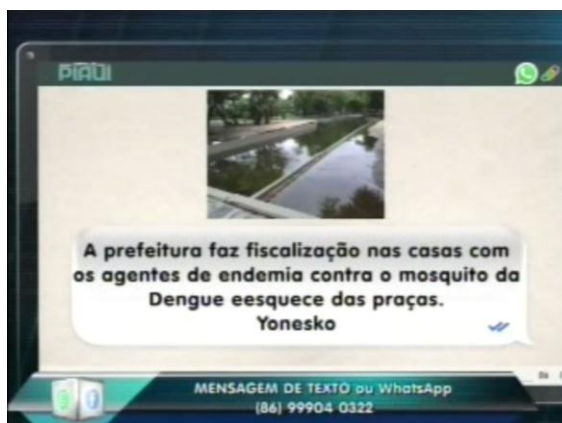 PIAUÍ
A prefeitura faz fiscalização nas casas com
os agentes de endemia contra o mosquito da
Dengue eesquece das praças.
Yonesko
MENSAGEM DE TEXTO ou WhatsApp
(86) 99904 0322